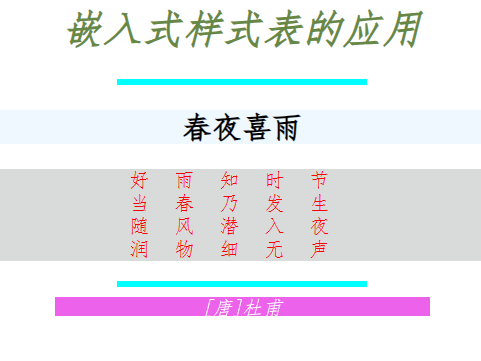 嵌入式样式表的应用
春夜喜雨
好 雨 知 时 节
当 春 乃 发 生
随 风 潜 入 夜
润 物 细 无 声
[唐]杜甫